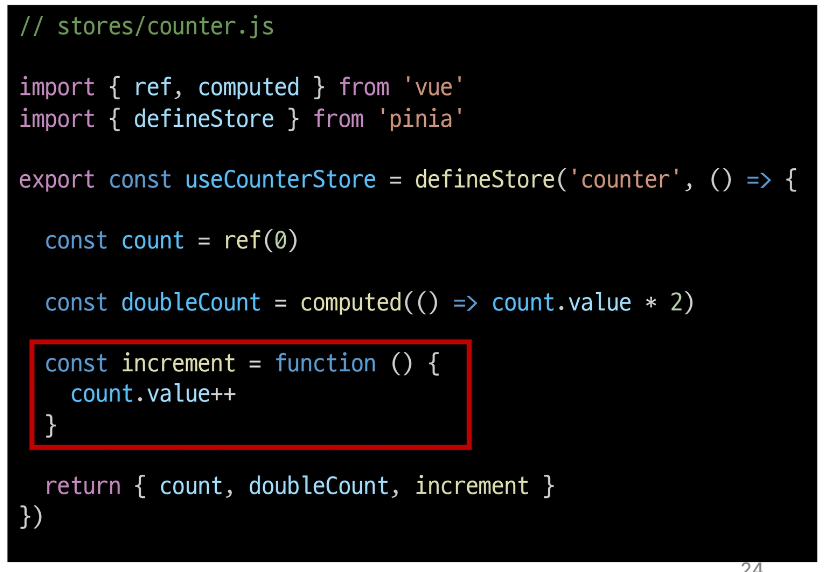 // stores/counter.js
import { ref, computed } from 'vue'
import { defineStore } from 'pinia'
export const useCounterStore = defineStore('counter', () => {
const count = ref(0)
const doubleCount = computed(() => count.value * 2)
const increment = function () {
count.value++
}
return { count, doubleCount, increment }
})
24